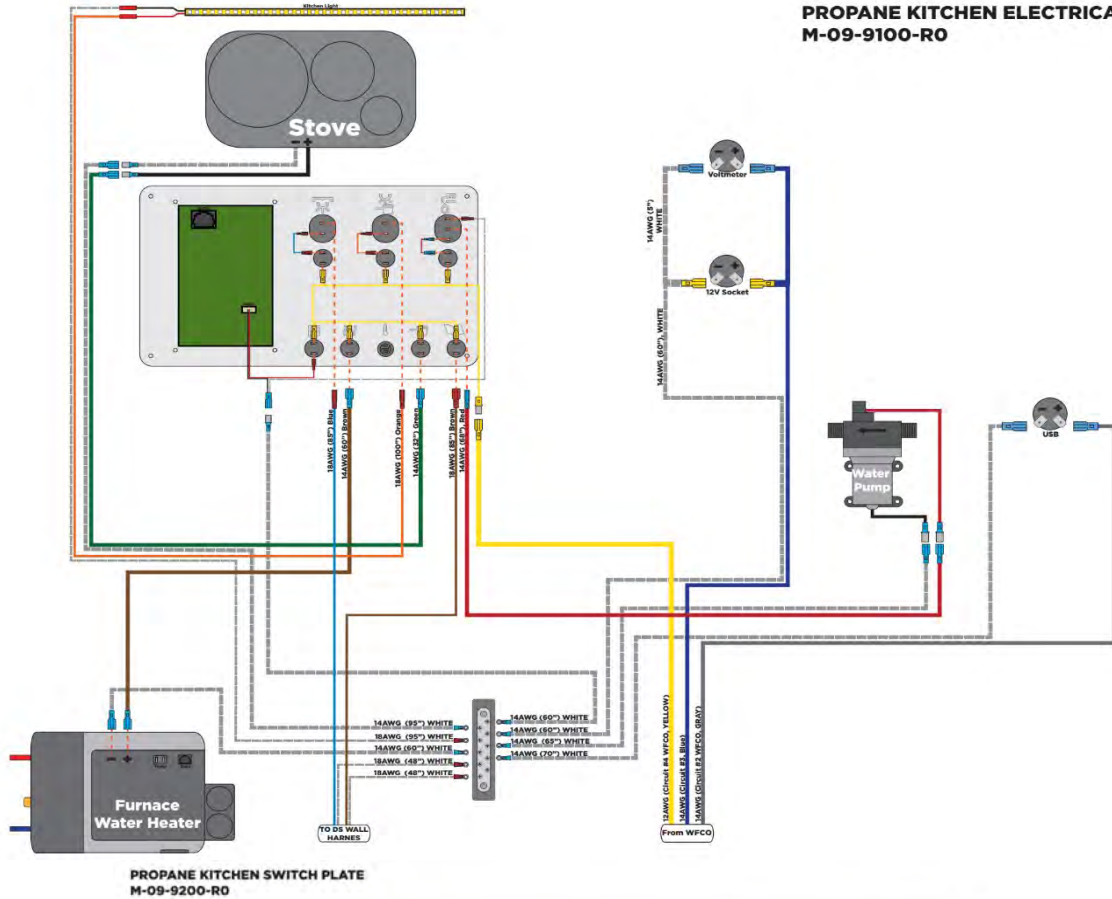 PROPANE KITCHEN ELECTRICA
M-09-9100-R0
Kitchen Light
Stove
- +
Voltmeter
12V Socket
14AWG (5") WHITE
14AWG (60"), WHITE
USB
Water Pump
18AWG (85") Blue
14AWG (60") Brown
18AWG (100") Orange
14AWG (132") Green
18AWG (85") Brown
14AWG (68"), Red
14AWG (95") WHITE
18AWG (95") WHITE
14AWG (60") WHITE
18AWG (48") WHITE
18AWG (48") WHITE
14AWG (60") WHITE
14AWG (60") WHITE
14AWG (65") WHITE
14AWG (70") WHITE
12AWG (Circuit #4 WFCO, YELLOW)
14AWG (Circuit #3, Blue)
14AWG (Circuit #2 WFCO, GRAY)
- +
Furnace
Water Heater
TO DS WALL
HARNES
From WFCO
PROPANE KITCHEN SWITCH PLATE
M-09-9200-R0